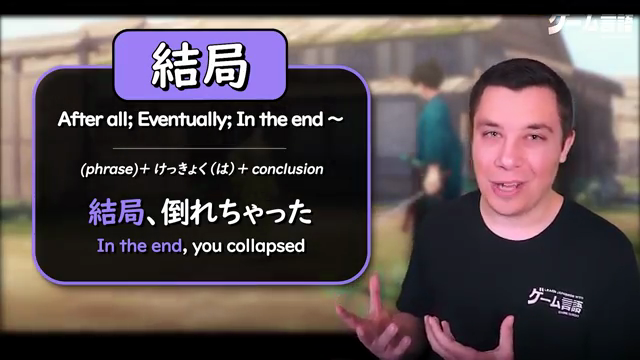 ゲーム言語
結局
After all; Eventually; In the end ～
(phrase)+ けっきょく(は)+ conclusion
結局、倒れちゃった
In the end, you collapsed
ゲーム言語